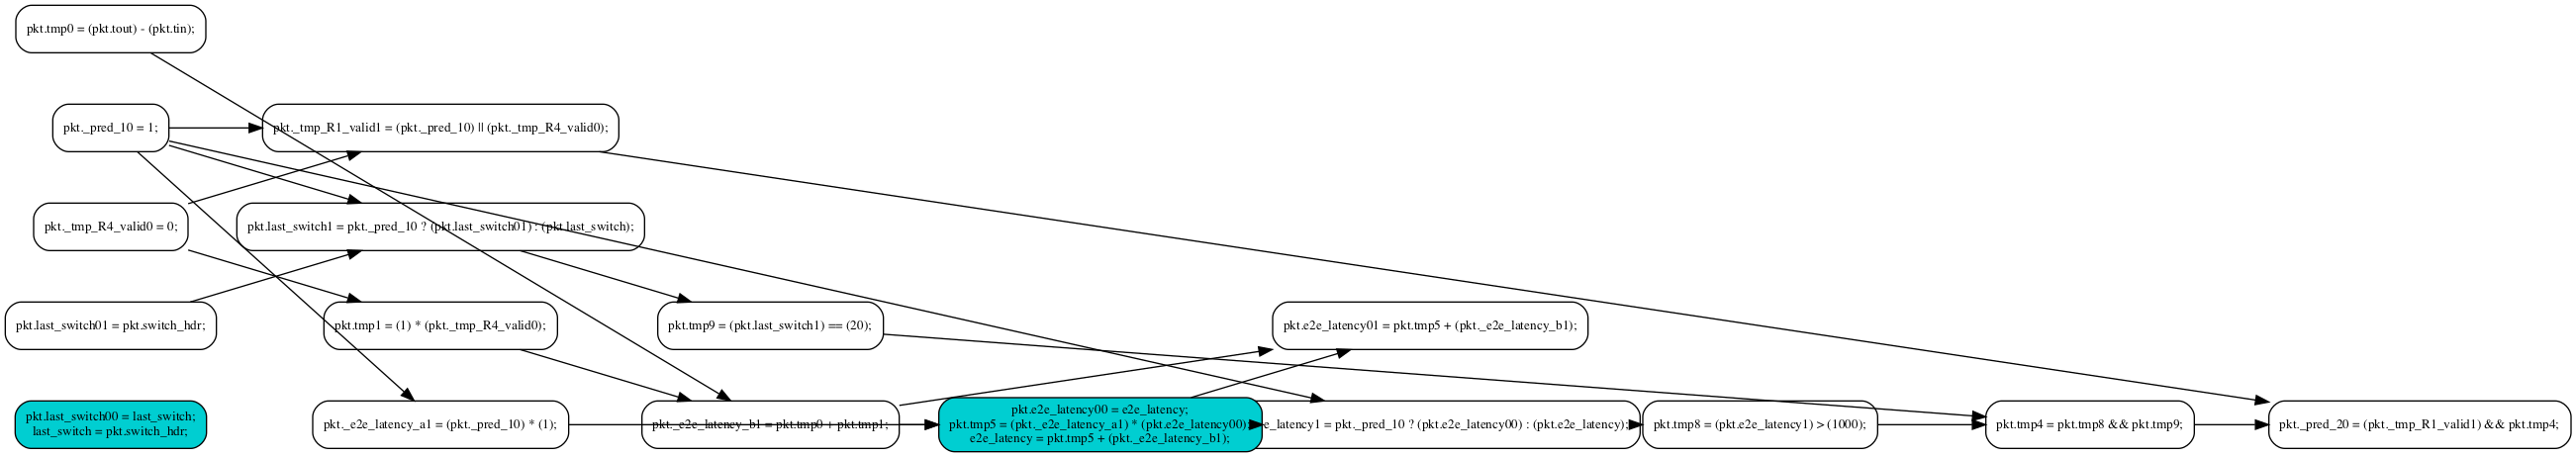 pkt.tmp0 = (pkt.tout) - (pkt.tin);
pkt._pred_10 = 1;
pkt._tmp_R1_valid1 = (pkt._pred_10) || (pkt._tmp_R4_valid0);
pkt._tmp_R4_valid0 = 0;
pkt.last_switch1 = pkt._pred_10 ? (pkt.last_switch01) : (pkt.last_switch);
pkt.last_switch01 = pkt.switch_hdr;
pkt.tmp1 = (1) * (pkt._tmp_R4_valid0);
pkt.tmp9 = (pkt.last_switch1) == (20);
pkt.e2e_latency01 = pkt.tmp5 + (pkt._e2e_latency_b1);
pkt.last_switch00 = last_switch;
last_switch = pkt.switch_hdr;
pkt._e2e_latency_a1 = (pkt._pred_10) * (1);
pkt._e2e_latency_b1 = pkt.tmp0 + pkt.tmp1;
pkt.e2e_latency00 = e2e_latency;
pkt.tmp5 = (pkt._e2e_latency_a1) * (pkt.e2e_latency00)
e2e_latency = pkt.tmp5 + (pkt._e2e_latency_b1);
e_latency1 = pkt._pred_10 ? (pkt.e2e_latency00) : (pkt.e2e_latency);
pkt.tmp8 = (pkt.e2e_latency1) > (1000);
pkt.tmp4 = pkt.tmp8 && pkt.tmp9;
pkt._pred_20 = (pkt._tmp_R1_valid1) && pkt.tmp4;